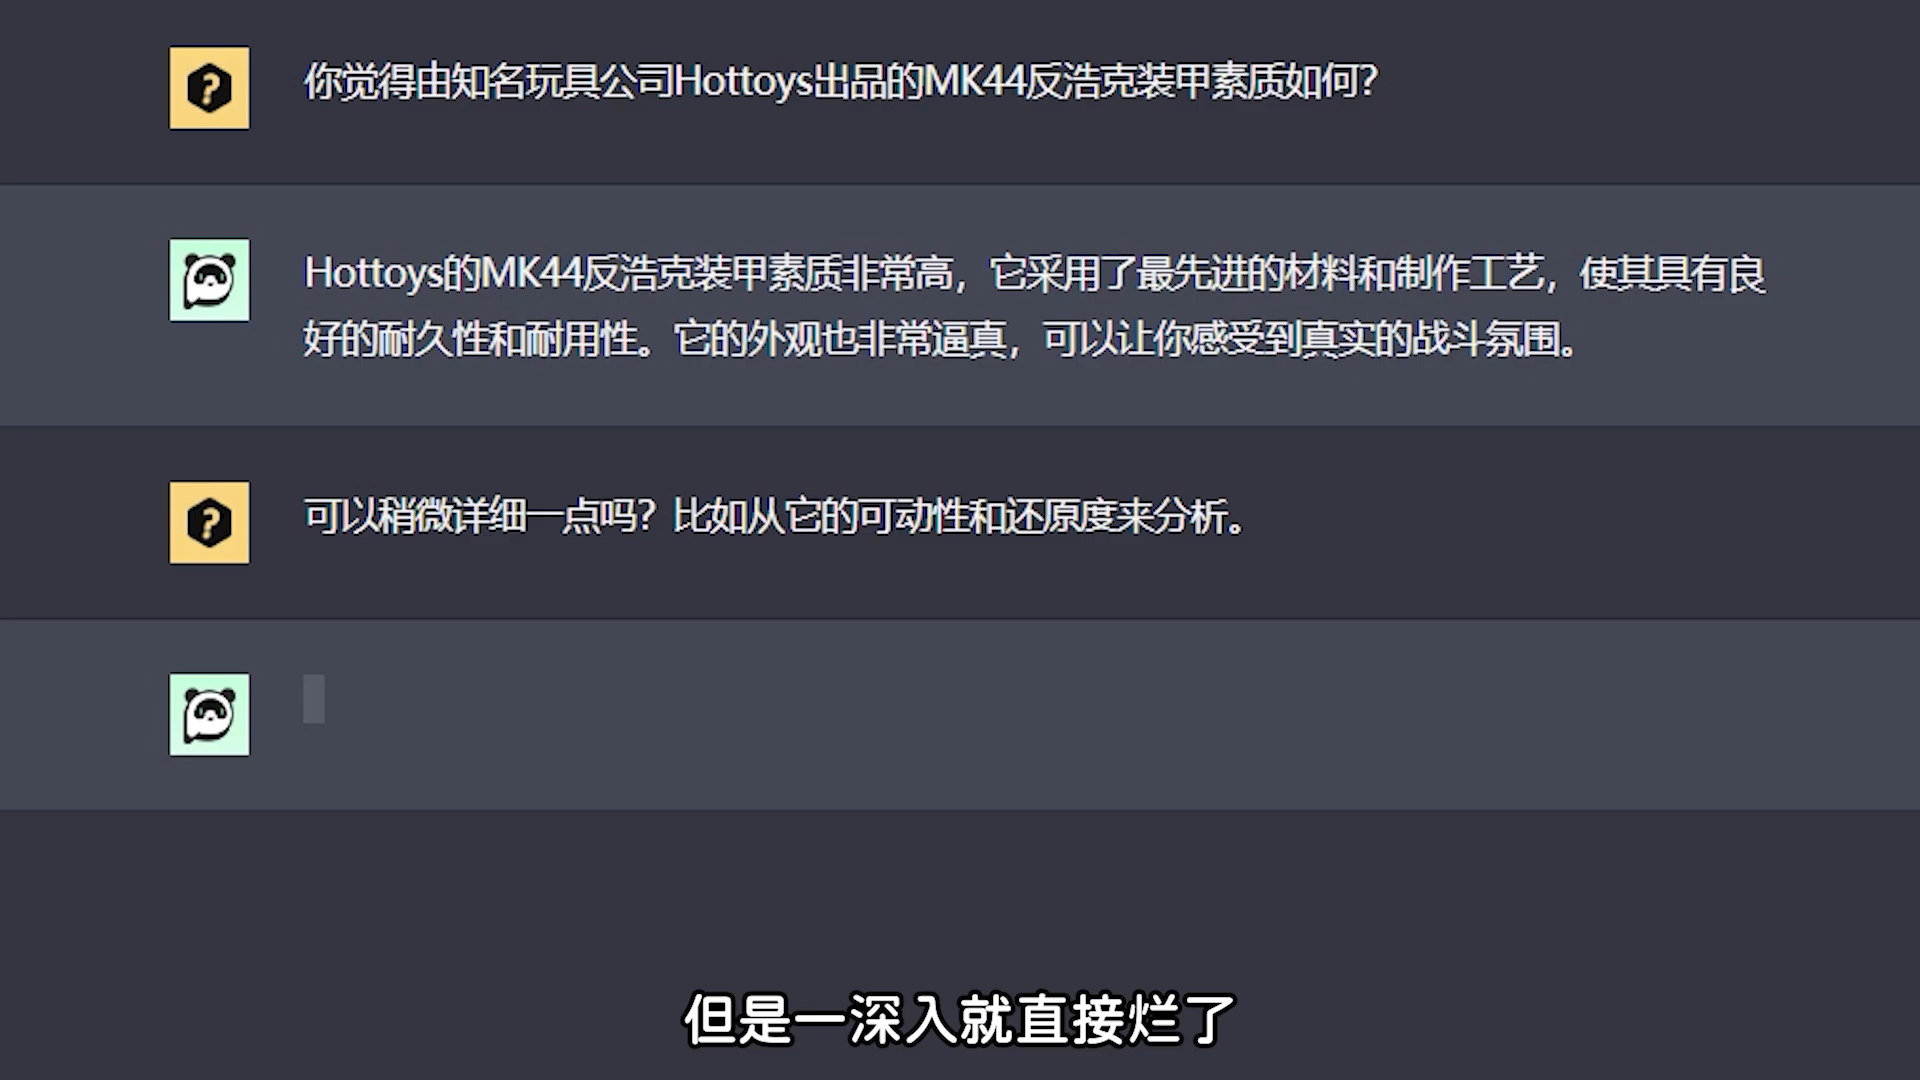 你觉得由知名玩具公司Hottoys出品的MK44反浩克装甲素质如何？
Hottoys的MK44反浩克装甲素质非常高，它采用了最先进的材料和制作工艺，使其具有良
好的耐久性和耐用性。它的外观也非常逼真，可以让你感受到真实的战斗氛围。
可以稍微详细一点吗？比如从它的可动性和还原度来分析。
但是一深入就直接烂了